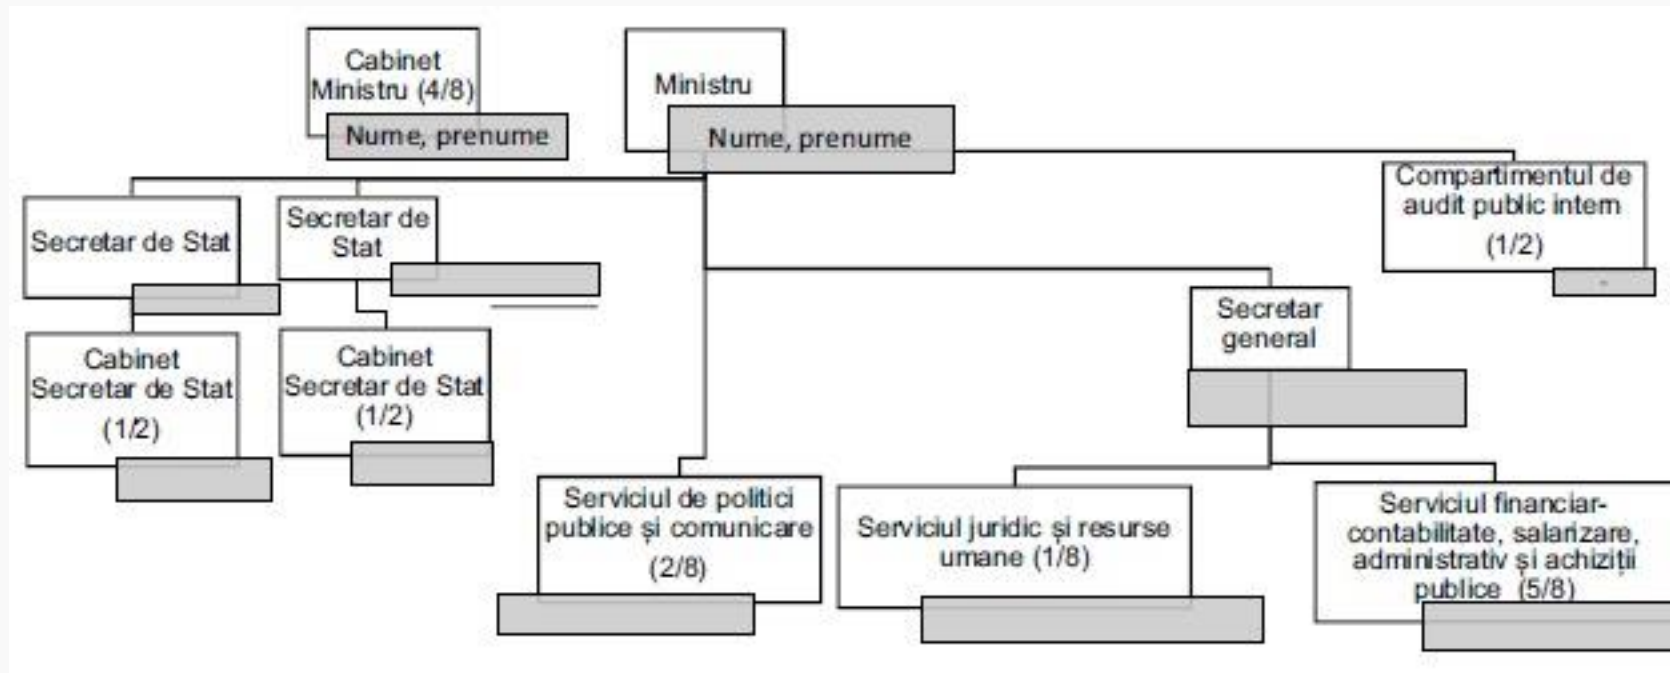 Cabinet
Ministru (4/8)
Nume, prenume
Ministru
Nume, prenume
Compartimentul de
audit public intern
(1/2)
-
Secretar de Stat
Secretar de
Stat
Cabinet
Secretar de Stat
(1/2)
Cabinet
Secretar de Stat
(1/2)
Secretar
general
Serviciul de politici
publice și comunicare
(2/8)
Serviciul juridic și resurse
umane (1/8)
Serviciul financiar-
contabilitate, salarizare,
administrativ și achiziții
publice (5/8)